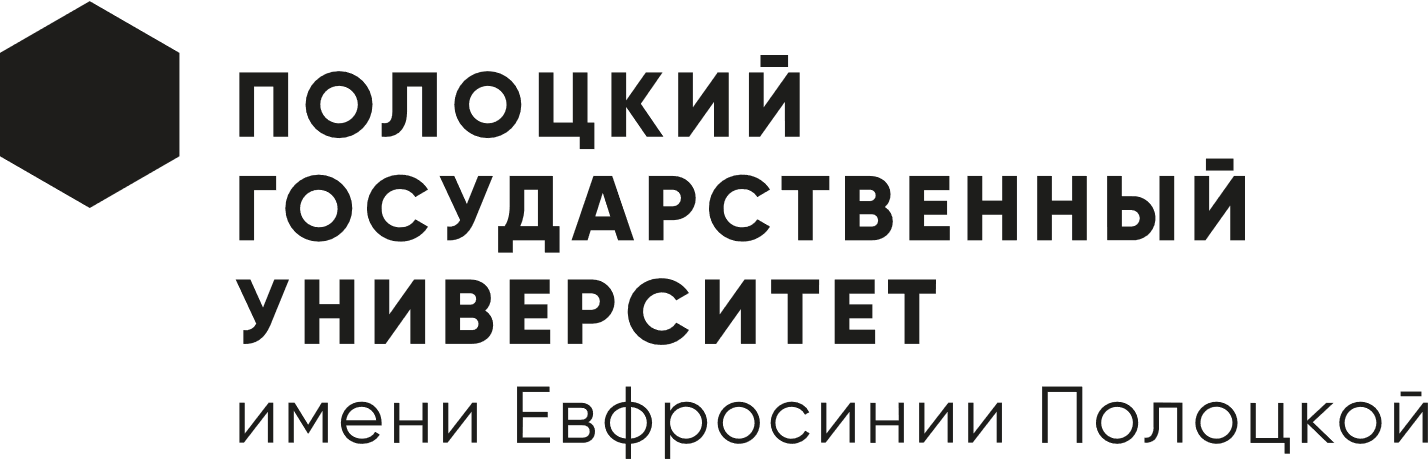 ПОЛОЦКИЙ
ГОСУДАРСТВЕННЫЙ
УНИВЕРСИТЕТ
имени Евфросинии Полоцкой